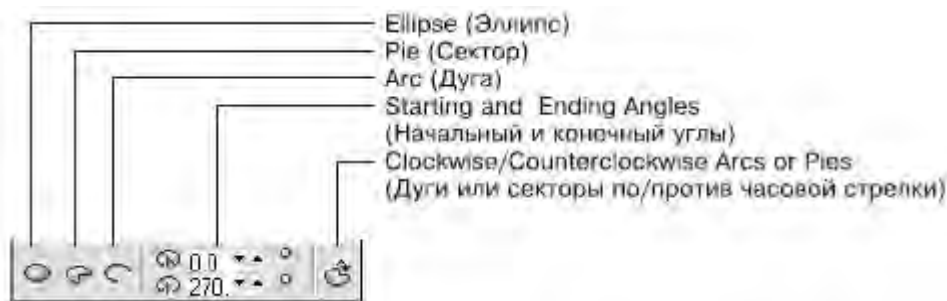 Ellipse (Эллипс)
Pie (Сектор)
Arc (Дуга)
Starting and Ending Angles
(Начальный и конечный углы)
Clockwise/Counterclockwise Arcs or Pies
(Дуги или секторы по/против часовой стрелки)
0.0
270.